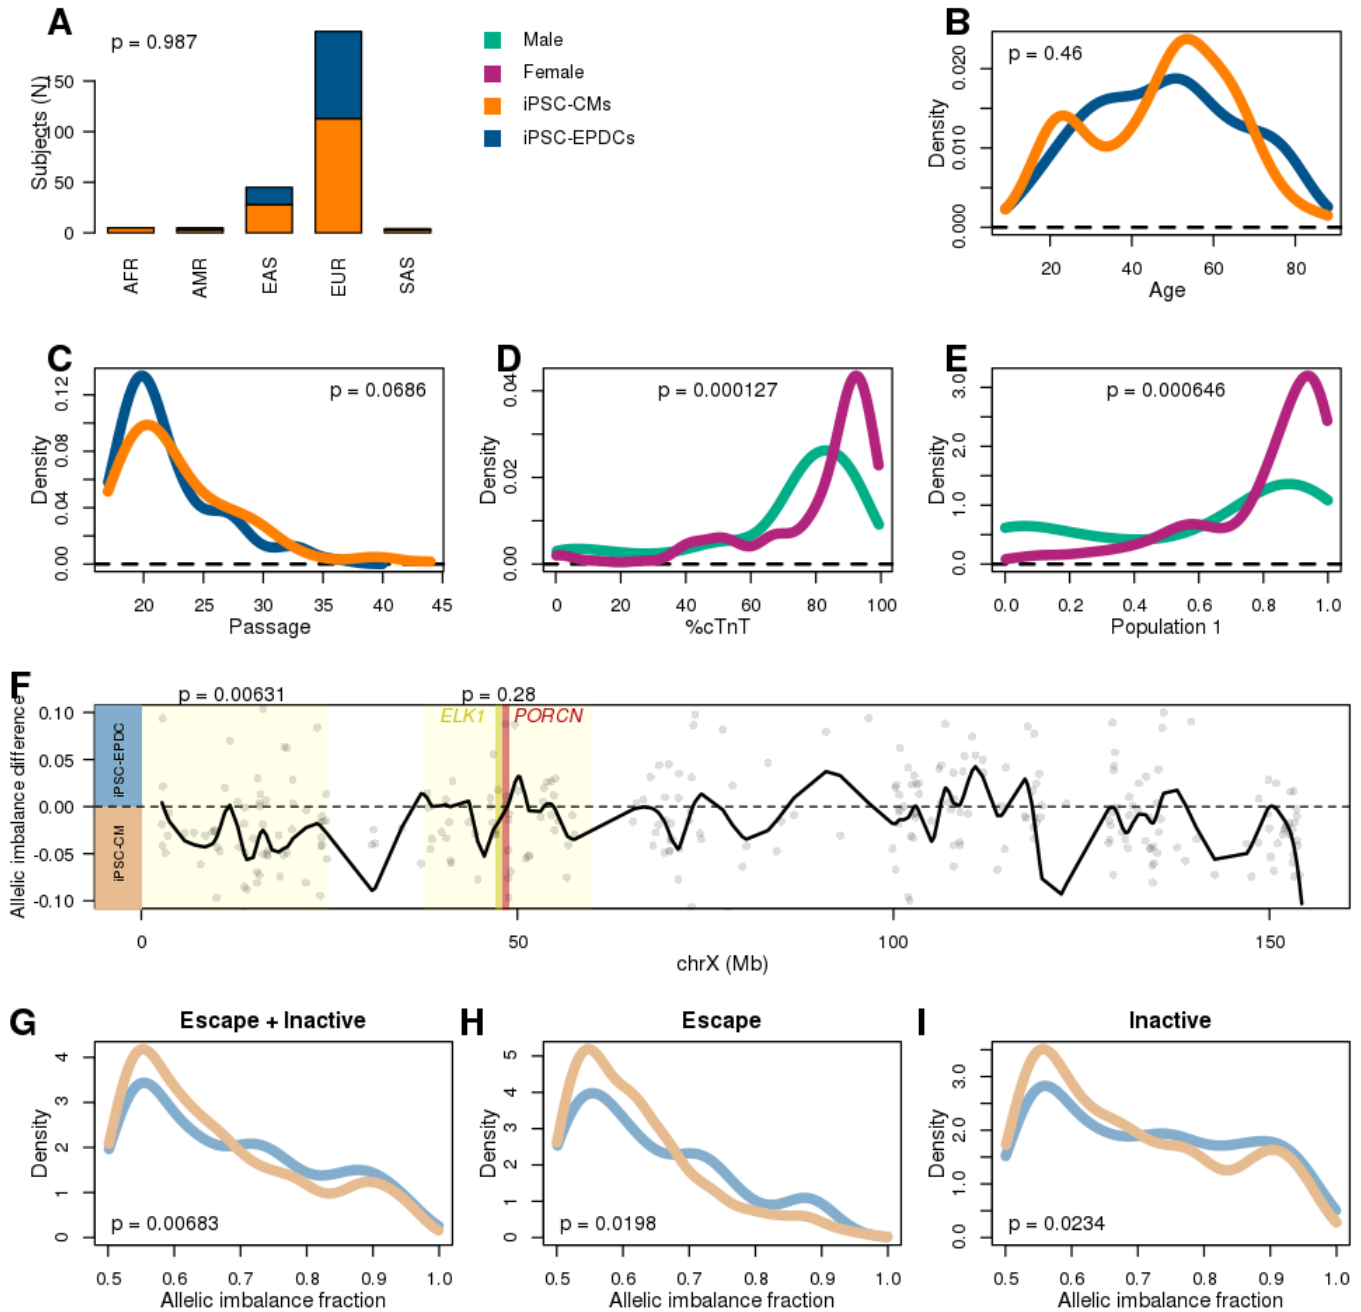 A
p = 0.987
Subjects (N)
150
100
50
0
AFR
AMR
EAS
EUR
SAS
Male
Female
iPSC-CMs
iPSC-EPDCs
B
p = 0.46
Density
0.020
0.010
0.000
20 40 60 80
Age
C
p = 0.0686
Density
0.12
0.08
0.04
0.00
20 25 30 35 40 45
Passage
D
p = 0.000127
Density
0.04
0.02
0.00
0 20 40 60 80 100
%cTnT
E
p = 0.000646
Density
3.0
2.0
1.0
0.0
0.0 0.2 0.4 0.6 0.8 1.0
Population 1
F
p = 0.00631
p = 0.28
ELK1
PORCN
Allelic imbalance difference
0.10
0.05
0.00
-0.05
-0.10
iPSC-EPDC
iPSC-CM
0 50 100 150
chrX (Mb)
G
Escape + Inactive
Density
4
3
2
1
0
p = 0.00683
0.5 0.6 0.7 0.8 0.9 1.0
Allelic imbalance fraction
H
Escape
Density
5
4
3
2
1
0
p = 0.0198
0.5 0.6 0.7 0.8 0.9 1.0
Allelic imbalance fraction
I
Inactive
Density
3.0
2.0
1.0
0.0
p = 0.0234
0.5 0.6 0.7 0.8 0.9 1.0
Allelic imbalance fraction